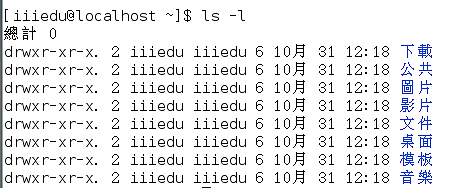 [iiiedu@localhost ~]$ ls -l
總計 0
drwxr-xr-x. 2 iiiedu iiiedu 6 10月 31 12:18 下載
drwxr-xr-x. 2 iiiedu iiiedu 6 10月 31 12:18 公共
drwxr-xr-x. 2 iiiedu iiiedu 6 10月 31 12:18 圖片
drwxr-xr-x. 2 iiiedu iiiedu 6 10月 31 12:18 影片
drwxr-xr-x. 2 iiiedu iiiedu 6 10月 31 12:18 文件
drwxr-xr-x. 2 iiiedu iiiedu 6 10月 31 12:18 桌面
drwxr-xr-x. 2 iiiedu iiiedu 6 10月 31 12:18 模板
drwxr-xr-x. 2 iiiedu iiiedu 6 10月 31 12:18 音樂